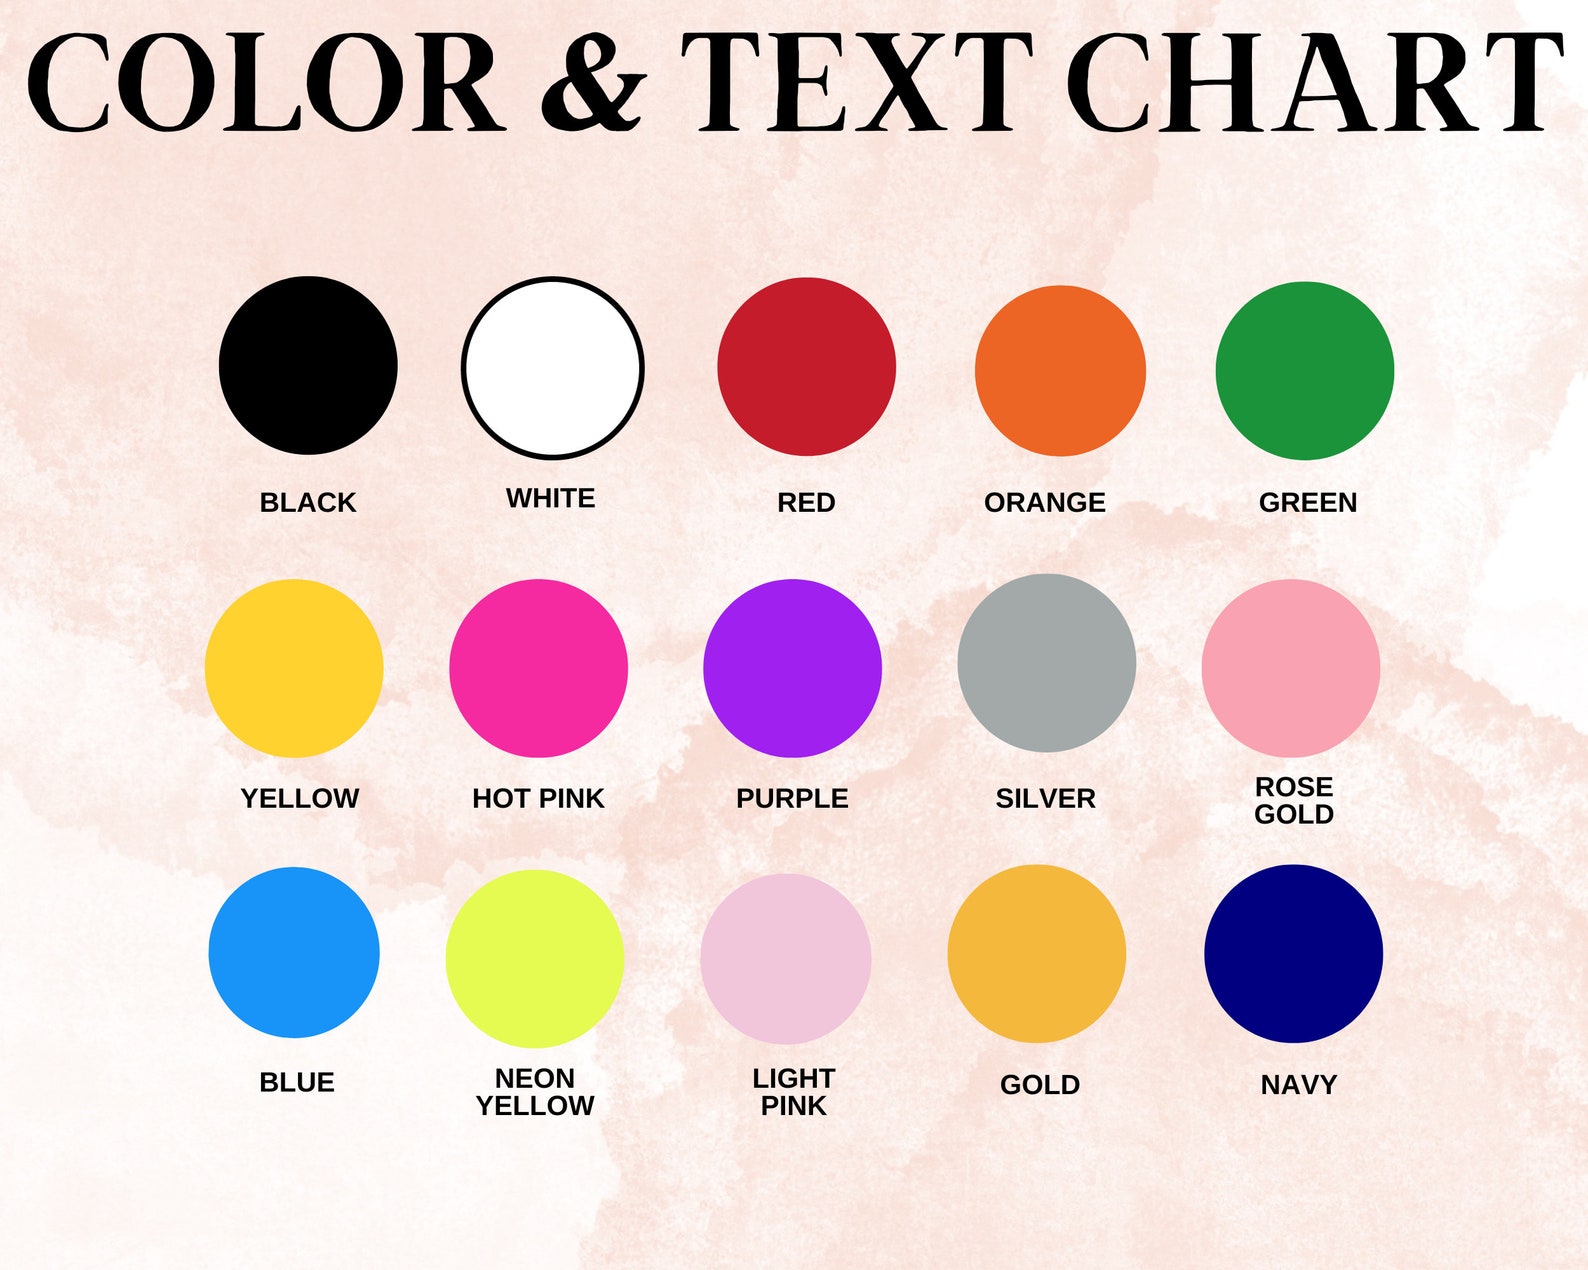 COLOR & TEXT CHART
BLACK
WHITE
RED
ORANGE
GREEN
YELLOW
HOT PINK
PURPLE
SILVER
ROSE
GOLD
BLUE
NEON
YELLOW
LIGHT
PINK
GOLD
NAVY